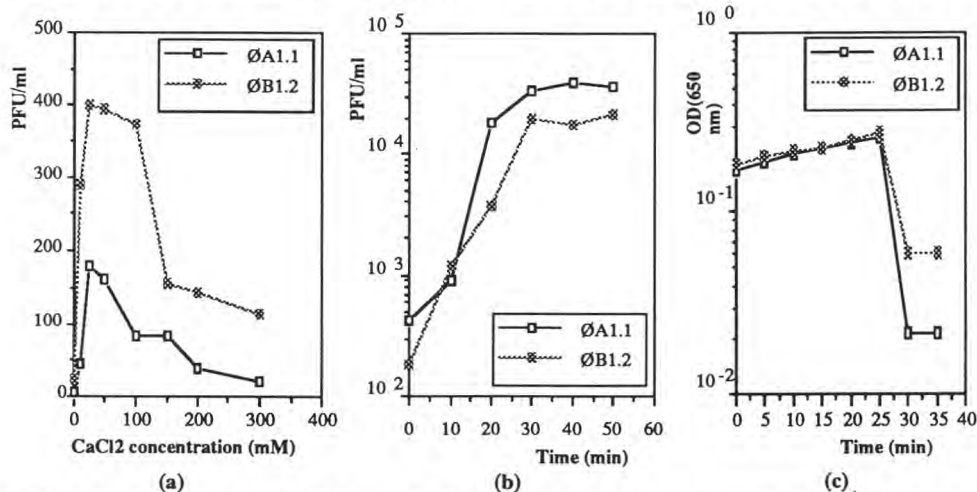 PFU/ml
500
400
300
200
100
0
0 100 200 300 400
CaCl2 concentration (mM)
ØA1.1
ØB1.2
(a)
PFU/ml
10 5
10 4
10 3
10 2
0 10 20 30 40 50 60
Time (min)
ØA1.1
ØB1.2
(b)
OD(650 nm)
10 0
10 -1
10 -2
0 5 10 15 20 25 30 35 40
Time (min)
ØA1.1
ØB1.2
(c)